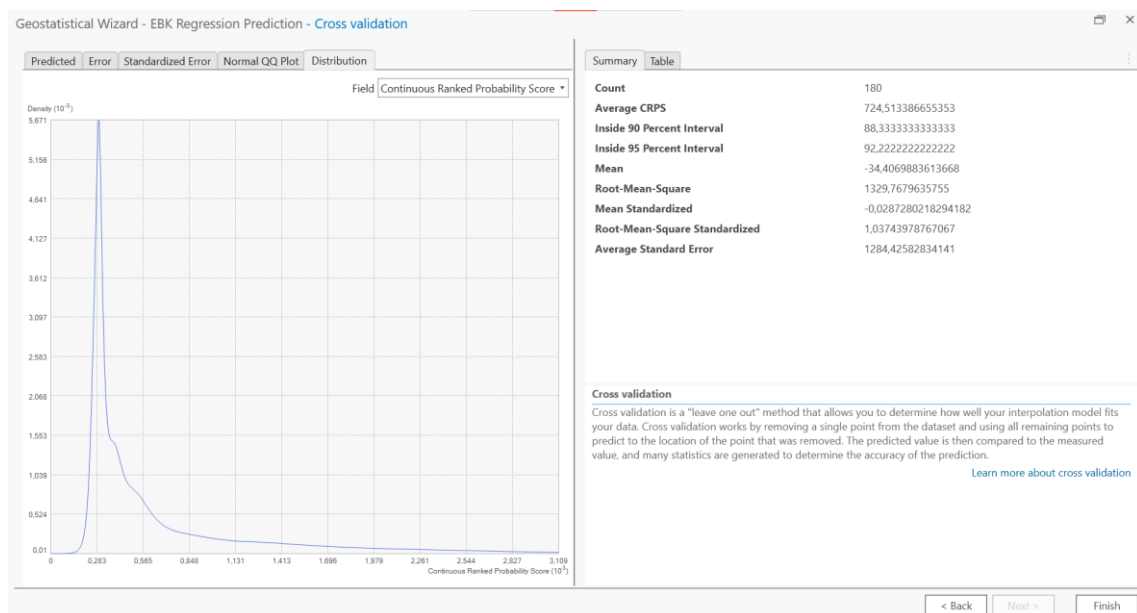 Geostatistical Wizard - EBK Regression Prediction - Cross validation
Predicted Error Standardized Error Normal QQ Plot Distribution
Field Continuous Ranked Probability Score
Density (10⁻³)
5,671
5,156
4,641
4,127
3,612
3,097
2,583
2,068
1,553
1,039
0,524
0,01
0 0,283 0,565 0,848 1,131 1,413 1,696 1,979 2,261 2,544 2,827 3,109
Continuous Ranked Probability Score (10³)
Summary Table
Count 180
Average CRPS 724,513386655353
Inside 90 Percent Interval 88,3333333333333
Inside 95 Percent Interval 92,2222222222222
Mean -34,4069883613668
Root-Mean-Square 1329,7679635755
Mean Standardized -0,0287280218294182
Root-Mean-Square Standardized 1,03743978767067
Average Standard Error 1284,42582834141
Cross validation
Cross validation is a "leave one out" method that allows you to determine how well your interpolation model fits
your data. Cross validation works by removing a single point from the dataset and using all remaining points to
predict to the location of the point that was removed. The predicted value is then compared to the measured
value, and many statistics are generated to determine the accuracy of the prediction.
Learn more about cross validation
< Back Next > Finish